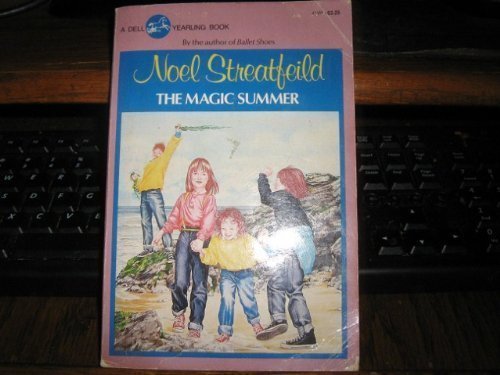 A DELL YEARLING BOOK
By the author of Ballet Shoes
Noel Streatfeild
THE MAGIC SUMMER